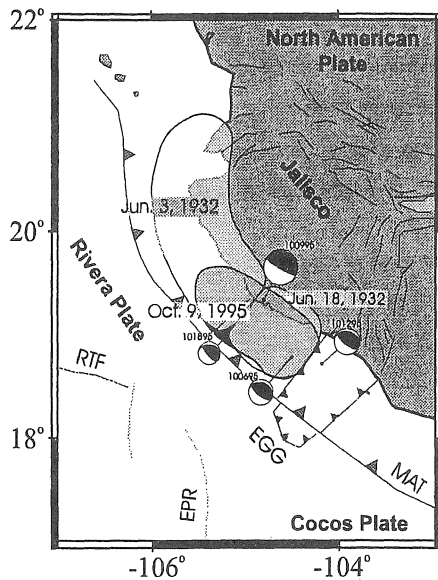 22°
North American
Plate
Jalisco
Jun. 3, 1932
20°
100995
Rivera Plate
Jun. 18, 1932
Oct. 9, 1995
101295
101895
RTF
100695
18°
EGG
MAT
EPR
Cocos Plate
-106°
-104°